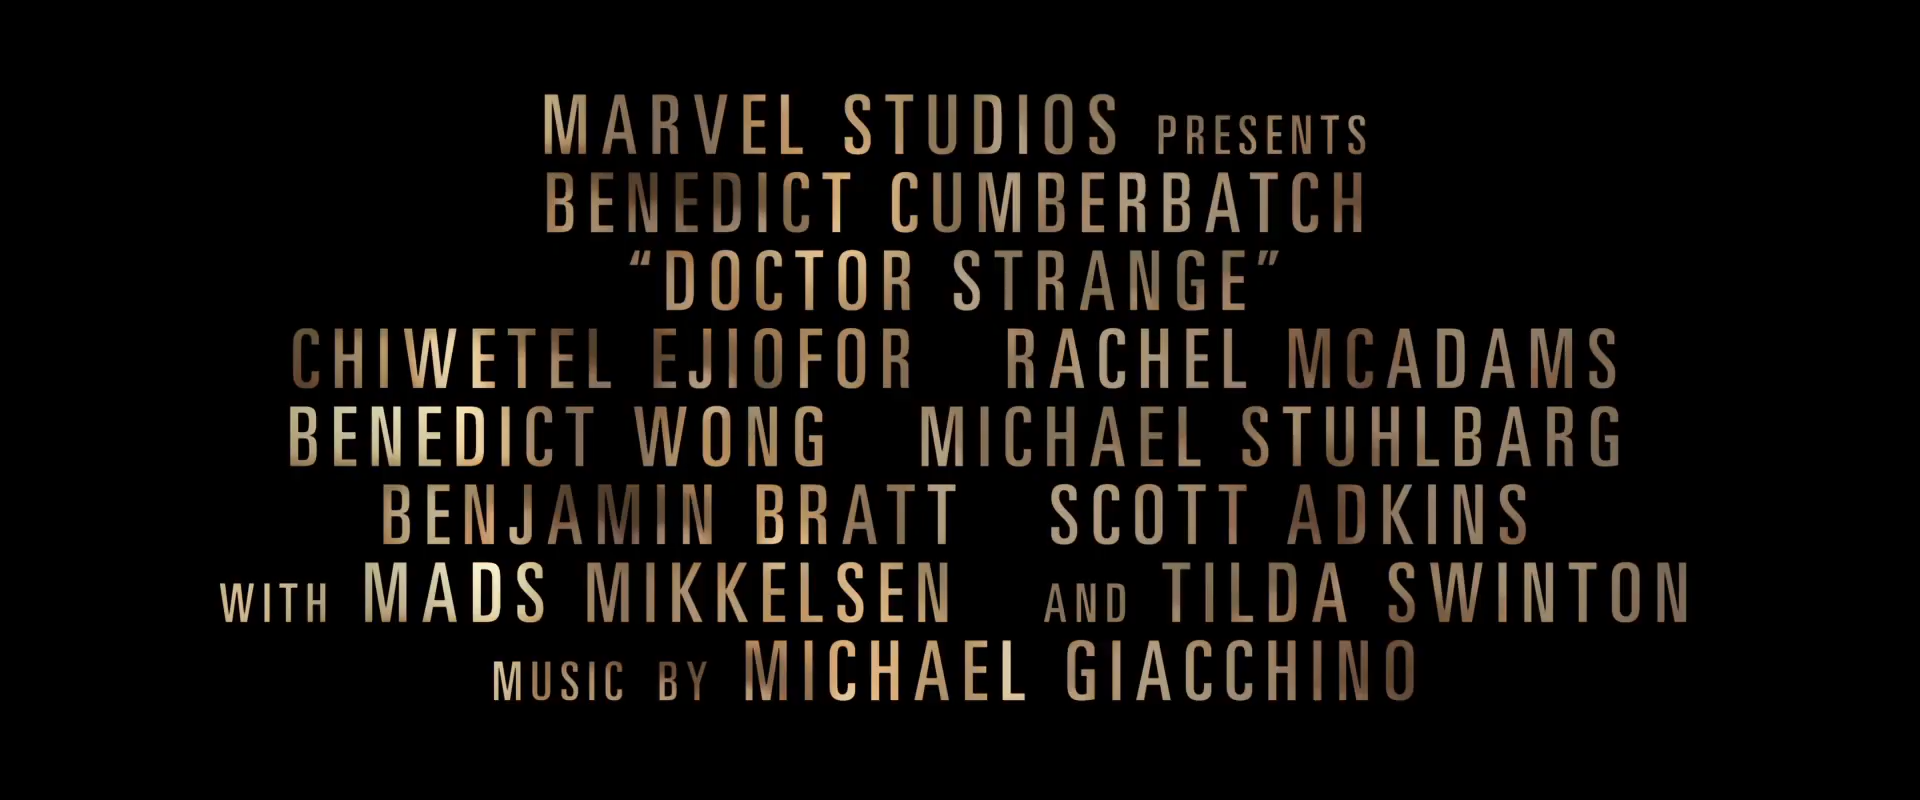 MARVEL STUDIOS PRESENTS
BENEDICT CUMBERBATCH
“DOCTOR STRANGE”
CHIWETEL EJIOFOR RACHEL MCADAMS
BENEDICT WONG MICHAEL STUHLBARG
BENJAMIN BRATT SCOTT ADKINS
WITH MADS MIKKELSEN AND TILDA SWINTON
MUSIC BY MICHAEL GIACCHINO